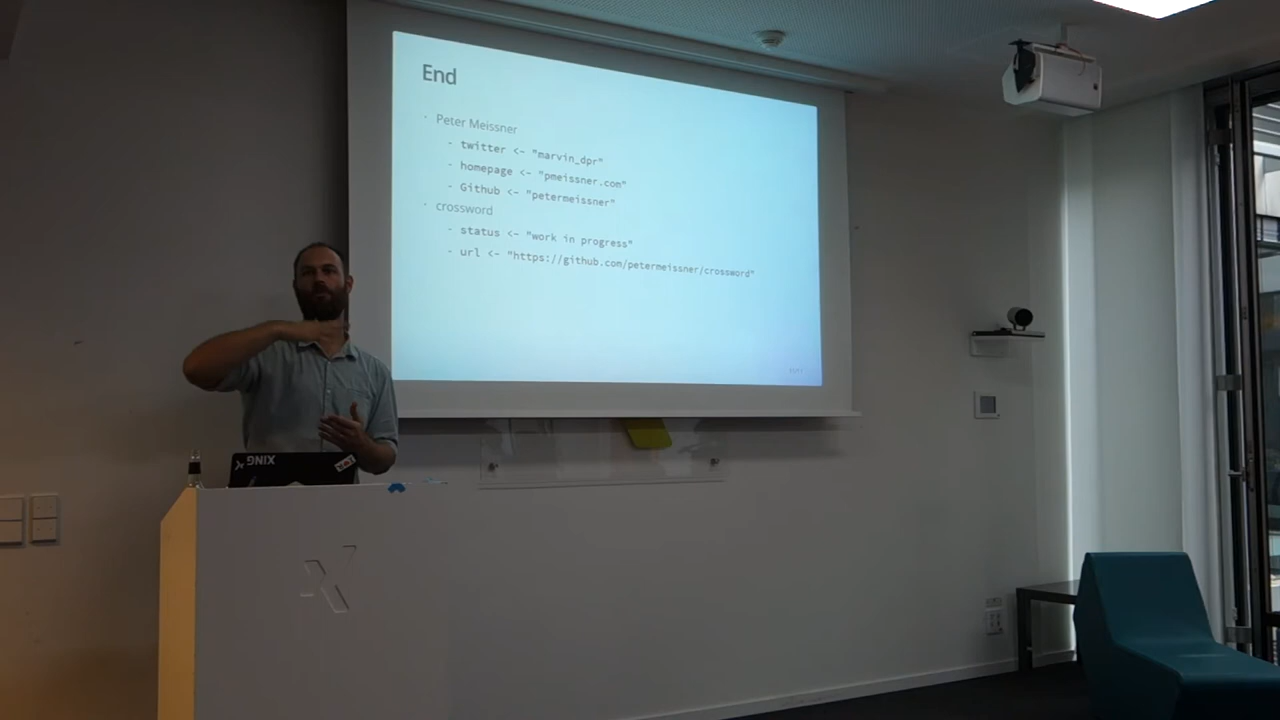 End
Peter Meissner
- twitter <- "marvin_dpr"
- homepage <- "pmeissner.com"
- Github <- "petermeissner"
crossword
- status <- "work in progress"
- url <- "https://github.com/petermeissner/crossword"
XING